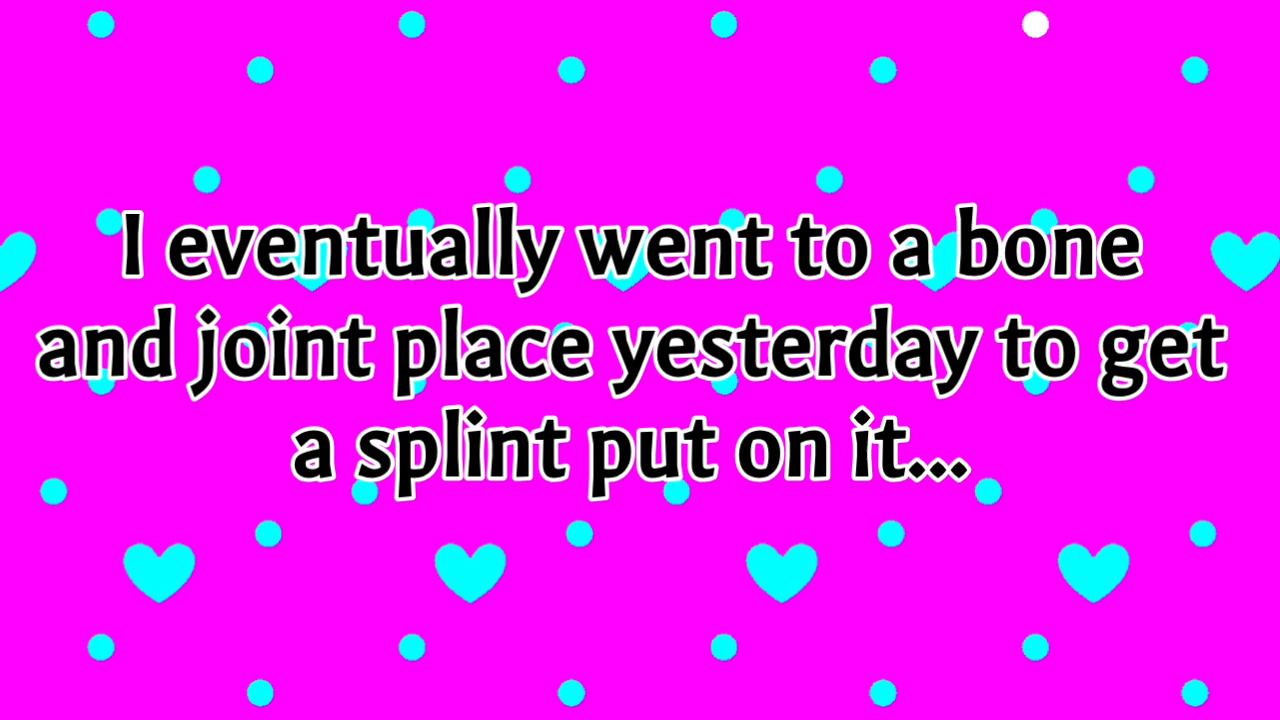 I eventually went to a bone
and joint place yesterday to get
a splint put on it...